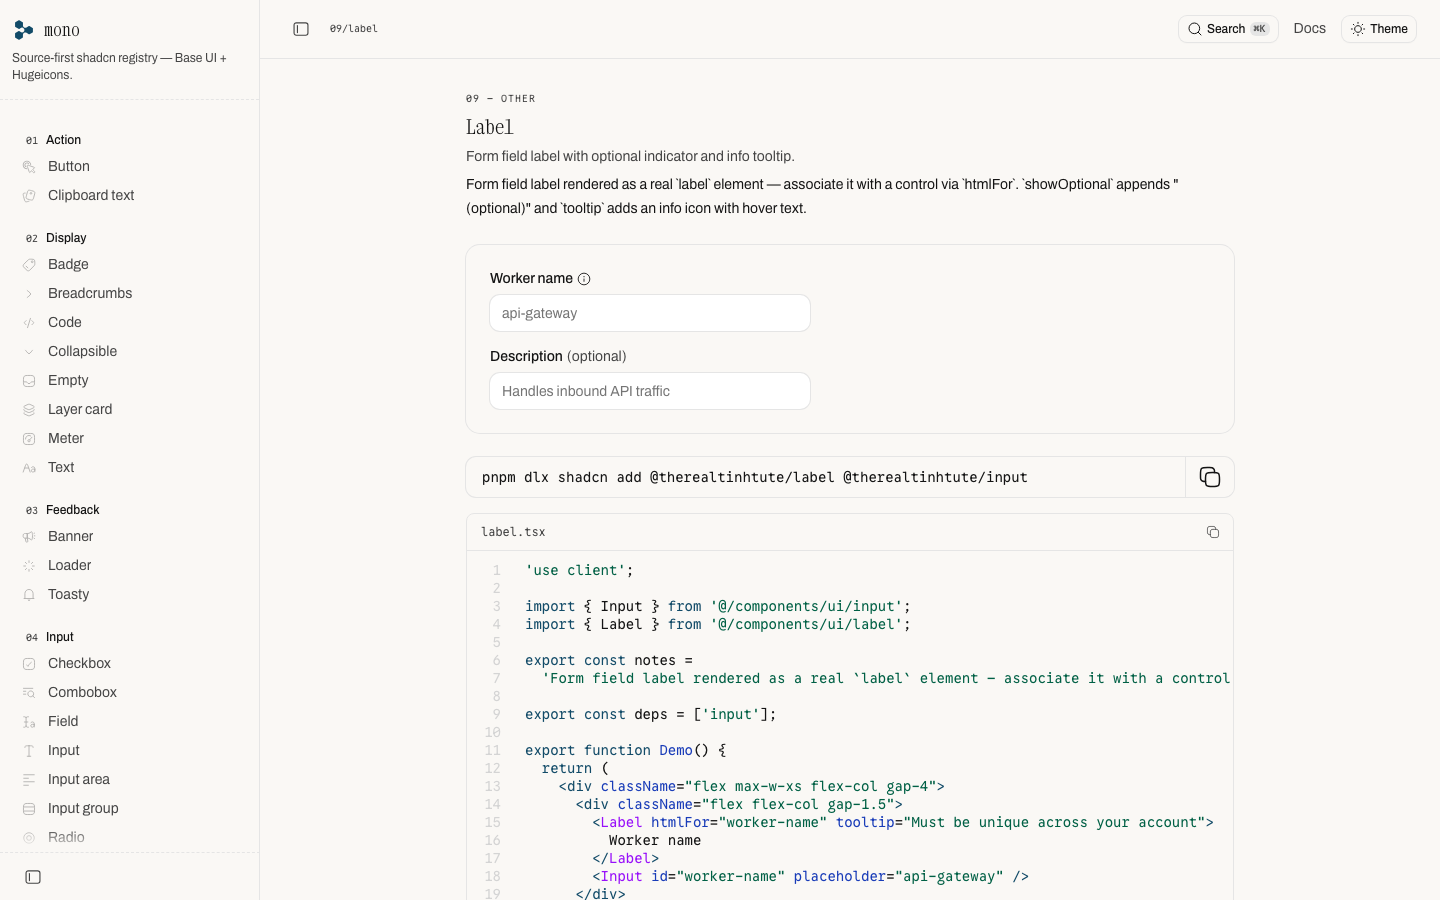 mono
Source-first shadcn registry — Base UI +
Hugeicons.
01 Action
Button
Clipboard text
02 Display
Badge
Breadcrumbs
Code
Collapsible
Empty
Layer card
Meter
Text
03 Feedback
Banner
Loader
Toasty
04 Input
Checkbox
Combobox
Field
Input
Input area
Input group
Radio
09/label
Search ⌘K
Docs
Theme
09 — OTHER
Label
Form field label with optional indicator and info tooltip.
Form field label rendered as a real `label` element — associate it with a control via `htmlFor`. `showOptional` appends "
(optional)" and `tooltip` adds an info icon with hover text.
Worker name
api-gateway
Description (optional)
Handles inbound API traffic
pnpm dlx shadcn add @therealtinhtute/label @therealtinhtute/input
label.tsx
1 'use client';
2
3 import { Input } from '@/components/ui/input';
4 import { Label } from '@/components/ui/label';
5
6 export const notes =
7 'Form field label rendered as a real `label` element — associate it with a control
8
9 export const deps = ['input'];
10
11 export function Demo() {
12 return (
13 <div className="flex max-w-xs flex-col gap-4">
14 <div className="flex flex-col gap-1.5">
15 <Label htmlFor="worker-name" tooltip="Must be unique across your account">
16 Worker name
17 </Label>
18 <Input id="worker-name" placeholder="api-gateway" />
19 </div>